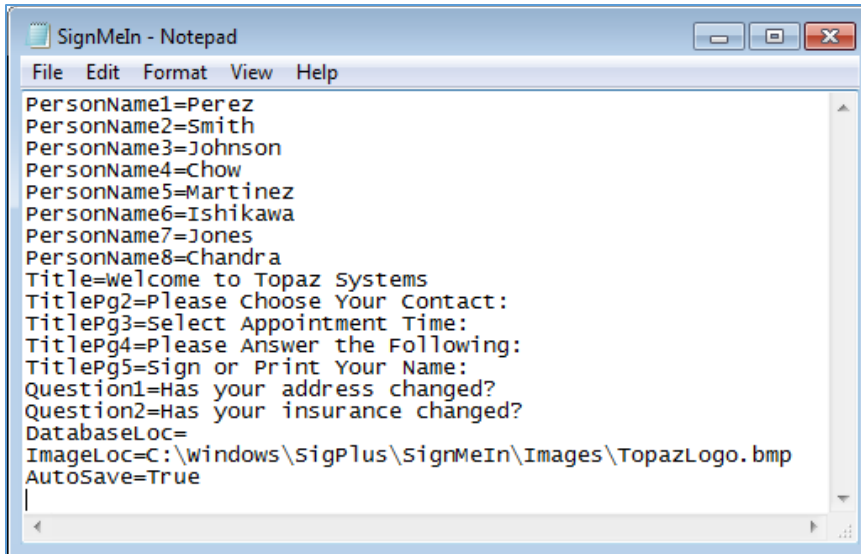 SignMeIn - Notepad
File Edit Format View Help
PersonName1=Perez
PersonName2=Smith
PersonName3=Johnson
PersonName4=Chow
PersonName5=Martinez
PersonName6=Ishikawa
PersonName7=Jones
PersonName8=Chandra
Title=Welcome to Topaz Systems
TitlePg2=Please Choose Your Contact:
TitlePg3=Select Appointment Time:
TitlePg4=Please Answer the Following:
TitlePg5=Sign or Print Your Name:
Question1=Has your address changed?
Question2=Has your insurance changed?
DatabaseLoc=
ImageLoc=C:\Windows\SigPlus\SignMeIn\Images\TopazLogo.bmp
AutoSave=True